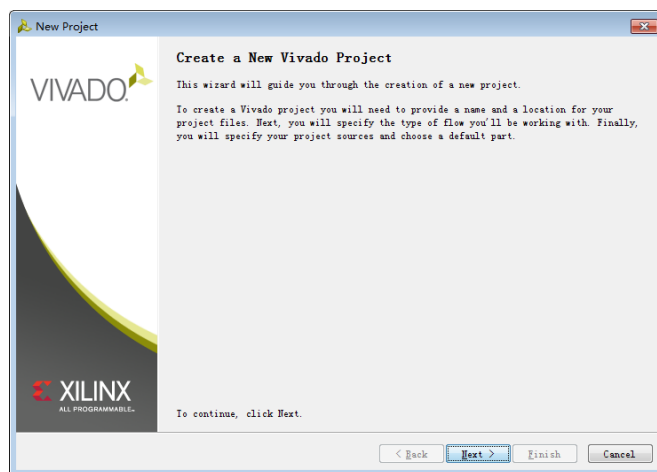 New Project
VIVADO.
Create a New Vivado Project
This wizard will guide you through the creation of a new project.
To create a Vivado project you will need to provide a name and a location for your
project files. Next, you will specify the type of flow you'll be working with. Finally,
you will specify your project sources and choose a default part.
XILINX
ALL PROGRAMMABLE.
To continue, click Next.
< Back
Next >
Finish
Cancel